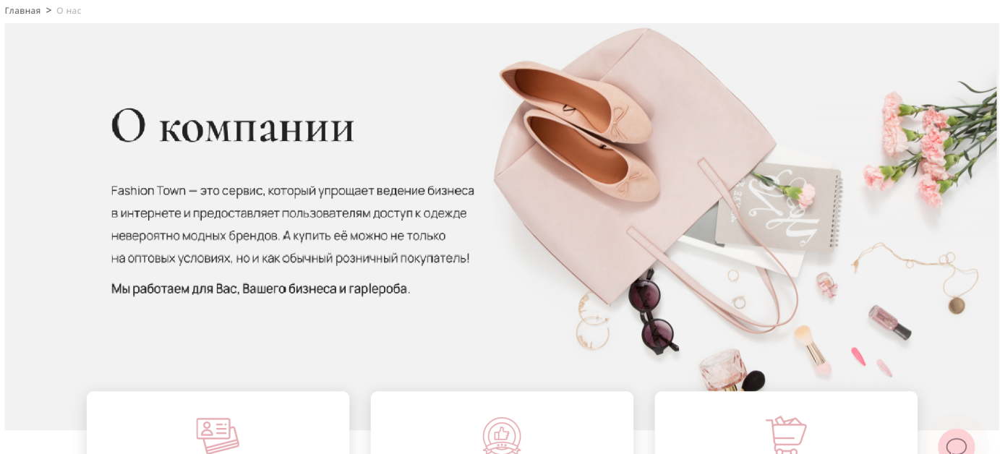 Главная > О нас
О компании
Fashion Town — это сервис, который упрощает ведение бизнеса
в интернете и предоставляет пользователям доступ к одежде
невероятно модных брендов. А купить её можно не только
на оптовых условиях, но и как обычный розничный покупатель!
Мы работаем для Вас, Вашего бизнеса и гарleроба.